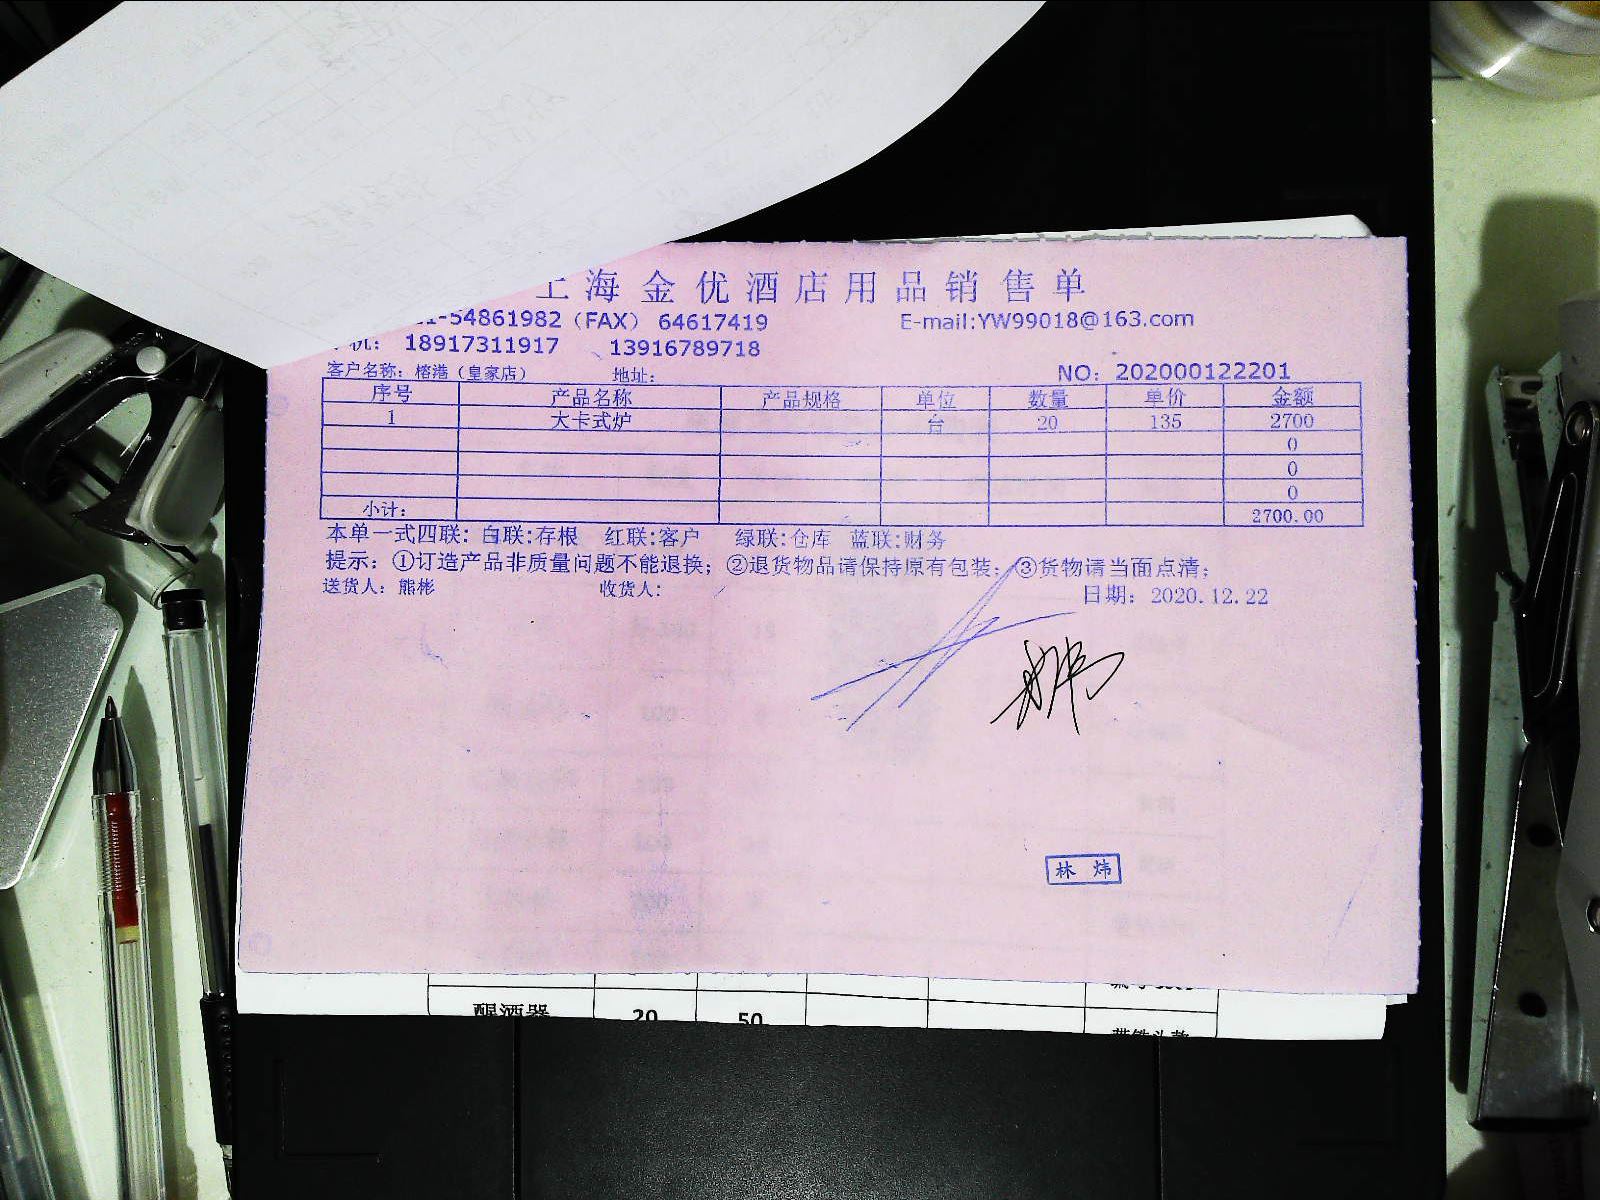 上海金优酒店用品销售单
21-54861982（FAX） 64617419 E-mail:YW99018@163.com
机： 18917311917 13916789718
客户名称：榕港（皇家店） 地址： NO：202000122201
序号 产品名称 产品规格 单位 数量 单价 金额
1 大卡式炉 台 20 135 2700
0
0
0
小计： 2700.00
本单一式四联：白联:存根 红联:客户 绿联:仓库 蓝联:财务
提示：①订造产品非质量问题不能退换；②退货物品请保持原有包装；③货物请当面点清；
送货人：熊彬 收货人： 日期：2020.12.22
林 炜
醒酒器 20 50